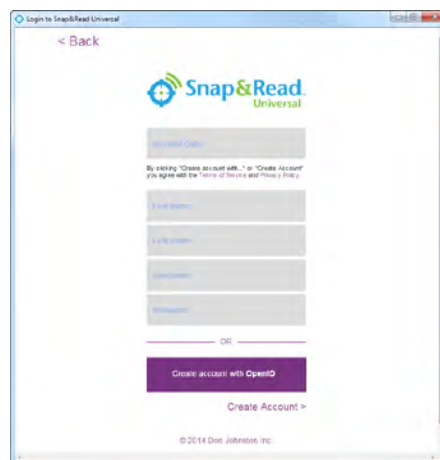 Login to Snap&Read Universal
< Back
Snap&Read
Universal
Account Code
By clicking "Create account with..." or "Create Account"
you agree with the Terms of Service and Privacy Policy.
First Name
Last Name
Username
Password
OR
Create account with OpenID
Create Account >
© 2014 Don Johnston Inc.